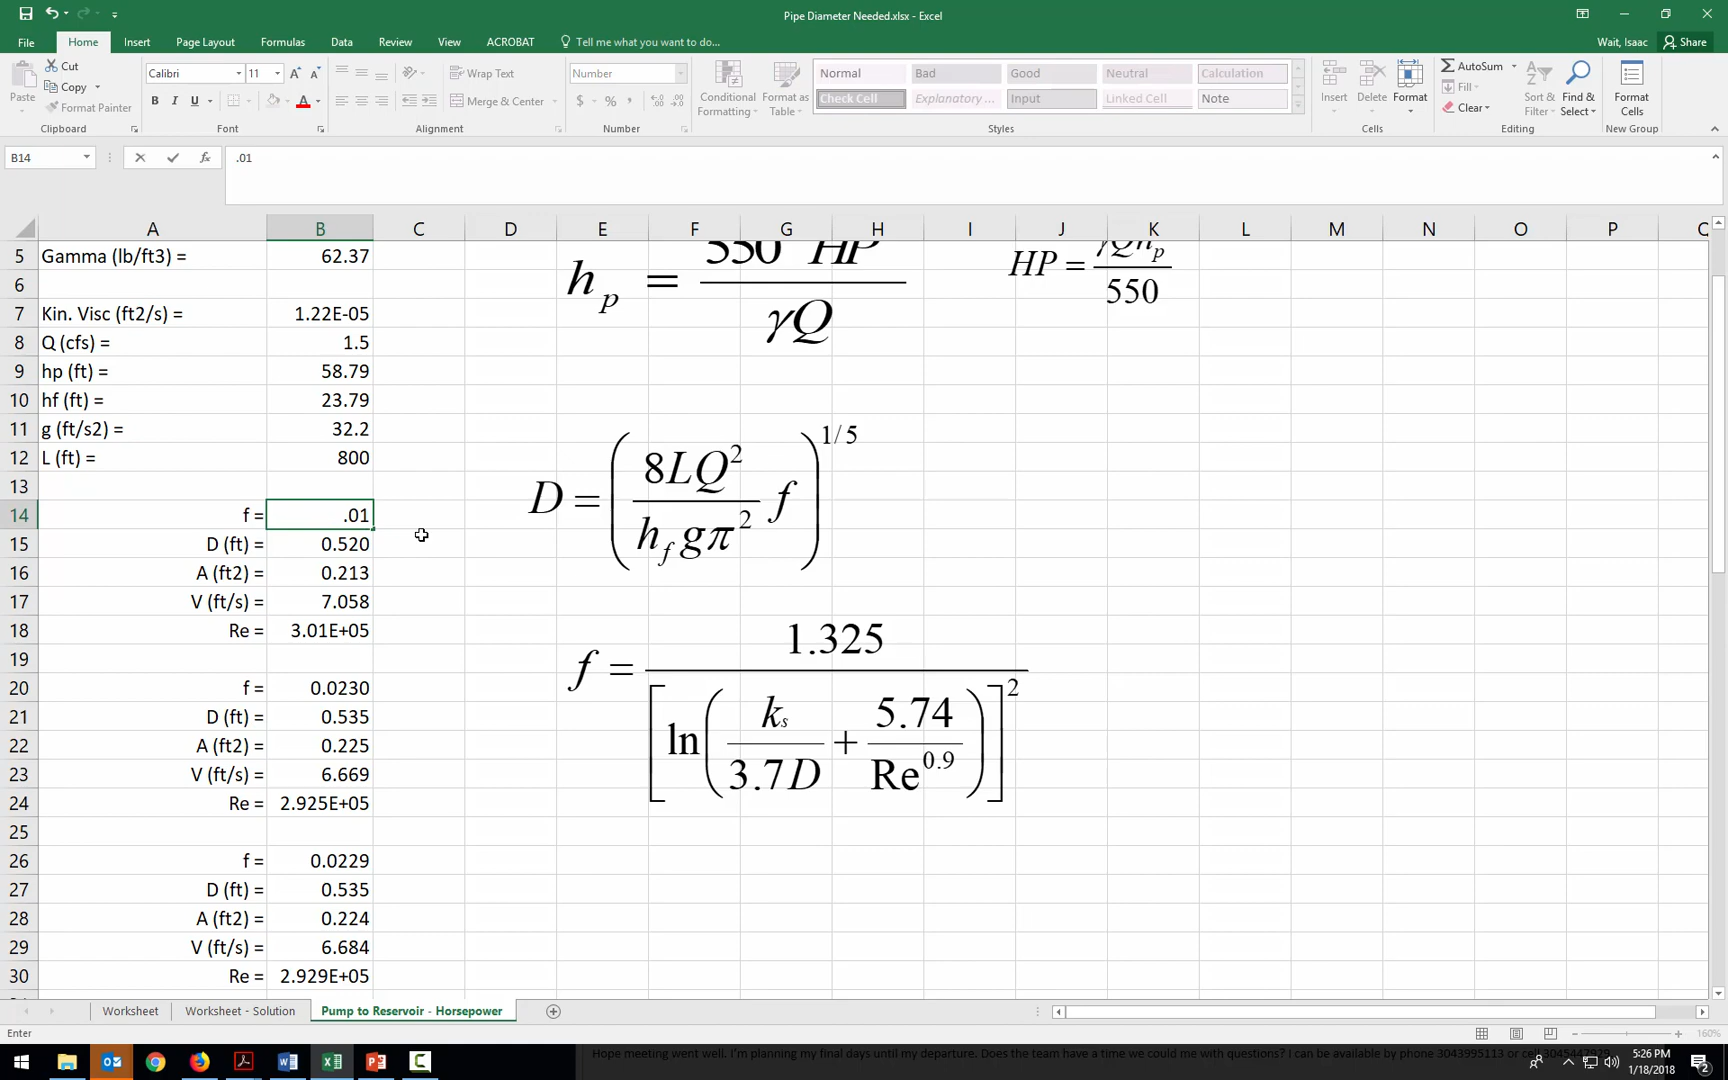 Pipe Diameter Needed.xlsx - Excel
File Home Insert Page Layout Formulas Data Review View ACROBAT Tell me what you want to do... Wait, Isaac Share
Cut
Copy
Format Painter
Paste
Clipboard
Calibri 11
B I U
Font
Wrap Text
Merge & Center
Alignment
Number
$ % ,
Number
Conditional Formatting
Format as Table
Normal Bad Good Neutral Calculation
Check Cell Explanatory ... Input Linked Cell Note
Styles
Insert Delete Format
Cells
AutoSum
Fill
Clear
Sort & Filter
Find & Select
Editing
Format Cells
New Group
B14 fx .01
A B C D E F G H I J K L M N O P Q
5 Gamma (lb/ft3) = 62.37
6
7 Kin. Visc (ft2/s) = 1.22E-05
8 Q (cfs) = 1.5
9 hp (ft) = 58.79
10 hf (ft) = 23.79
11 g (ft/s2) = 32.2
12 L (ft) = 800
13
14 f = .01
15 D (ft) = 0.520
16 A (ft2) = 0.213
17 V (ft/s) = 7.058
18 Re = 3.01E+05
19
20 f = 0.0230
21 D (ft) = 0.535
22 A (ft2) = 0.225
23 V (ft/s) = 6.669
24 Re = 2.925E+05
25
26 f = 0.0229
27 D (ft) = 0.535
28 A (ft2) = 0.224
29 V (ft/s) = 6.684
30 Re = 2.929E+05
h_p = 550 HP / γQ
HP = γQh_p / 550
D = (8LQ² / h_f gπ² f)^1/5
f = 1.325 / [ln(k_s / 3.7D + 5.74 / Re^0.9)]²
Worksheet Worksheet - Solution Pump to Reservoir - Horsepower
Enter 160%
Hope meeting went well. I'm planning my final days until my departure. Does the team have a time we could me with questions? I can be available by phone 3043995113 or cell
5:26 PM
1/18/2018
2